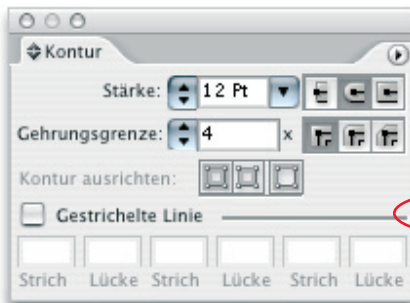 Kontur
Stärke: 12 Pt
Gehrungsgrenze: 4 x
Kontur ausrichten:
Gestrichelte Linie
Strich Lücke Strich Lücke Strich Lücke